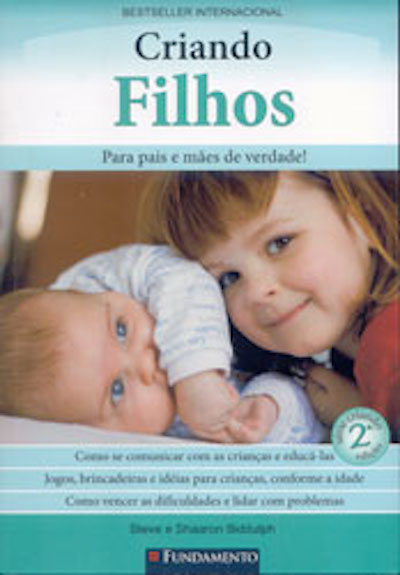 BESTSELLER INTERNACIONAL
Criando
Filhos
Para pais e mães de verdade!
2ª
edição
Como se comunicar com as crianças e educá-las
Jogos, brincadeiras e idéias para crianças, conforme a idade
Como vencer as dificuldades e lidar com problemas
Steve e Shaaron Biddulph
FUNDAMENTO